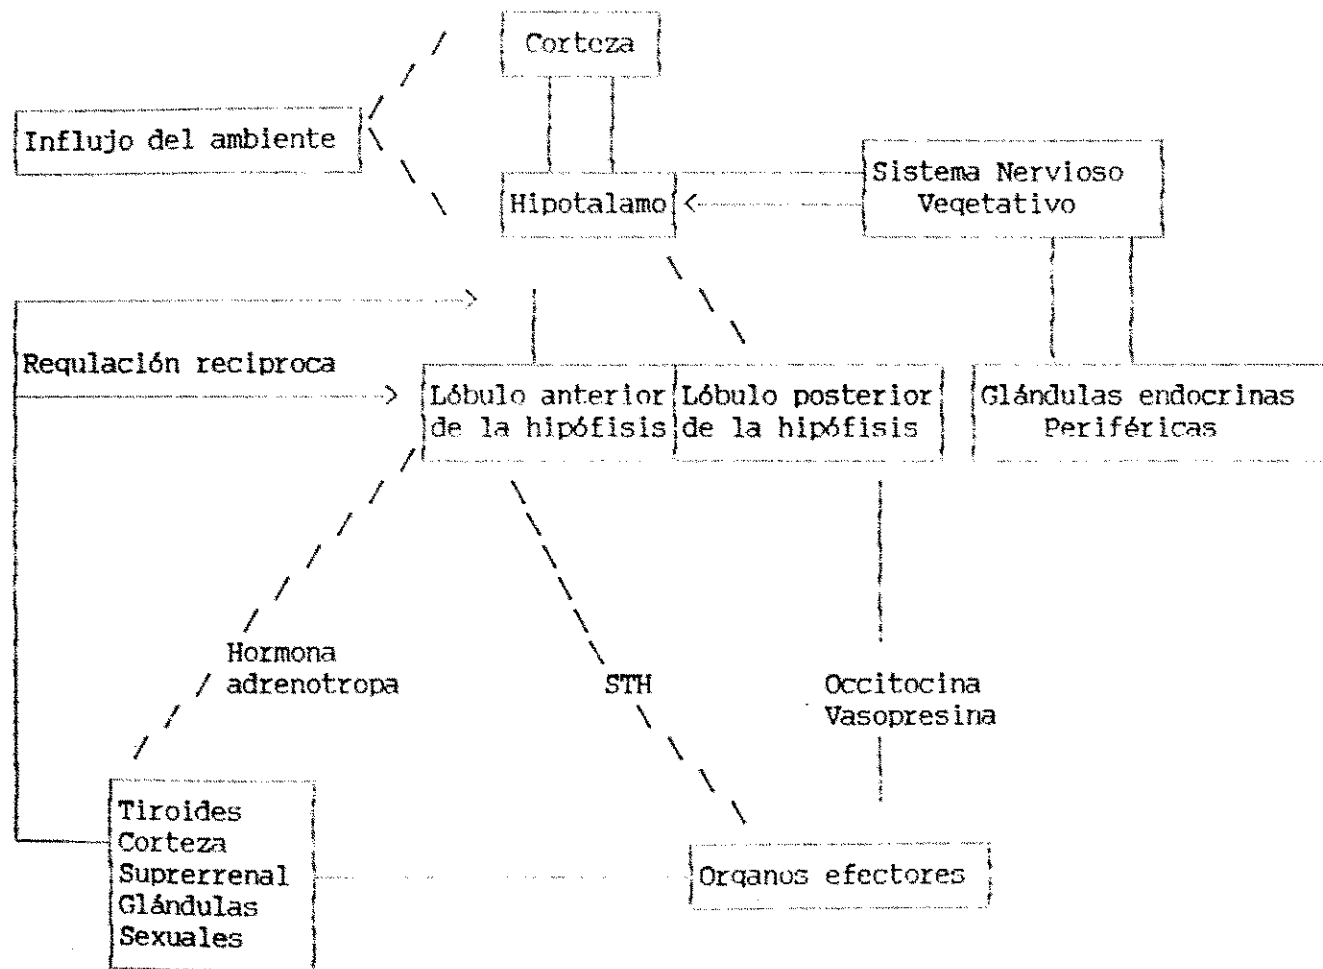 Corteza
Influjo del ambiente
Sistema Nervioso
Vegetativo
Hipotalamo
Regulación reciproca
Lóbulo anterior
de la hipófisis
Lóbulo posterior
de la hipófisis
Glándulas endocrinas
Periféricas
Hormona
adrenotropa
STH
Occitocina
Vasopresina
Tiroides
Corteza
Suprerrenal
Glándulas
Sexuales
Organos efectores